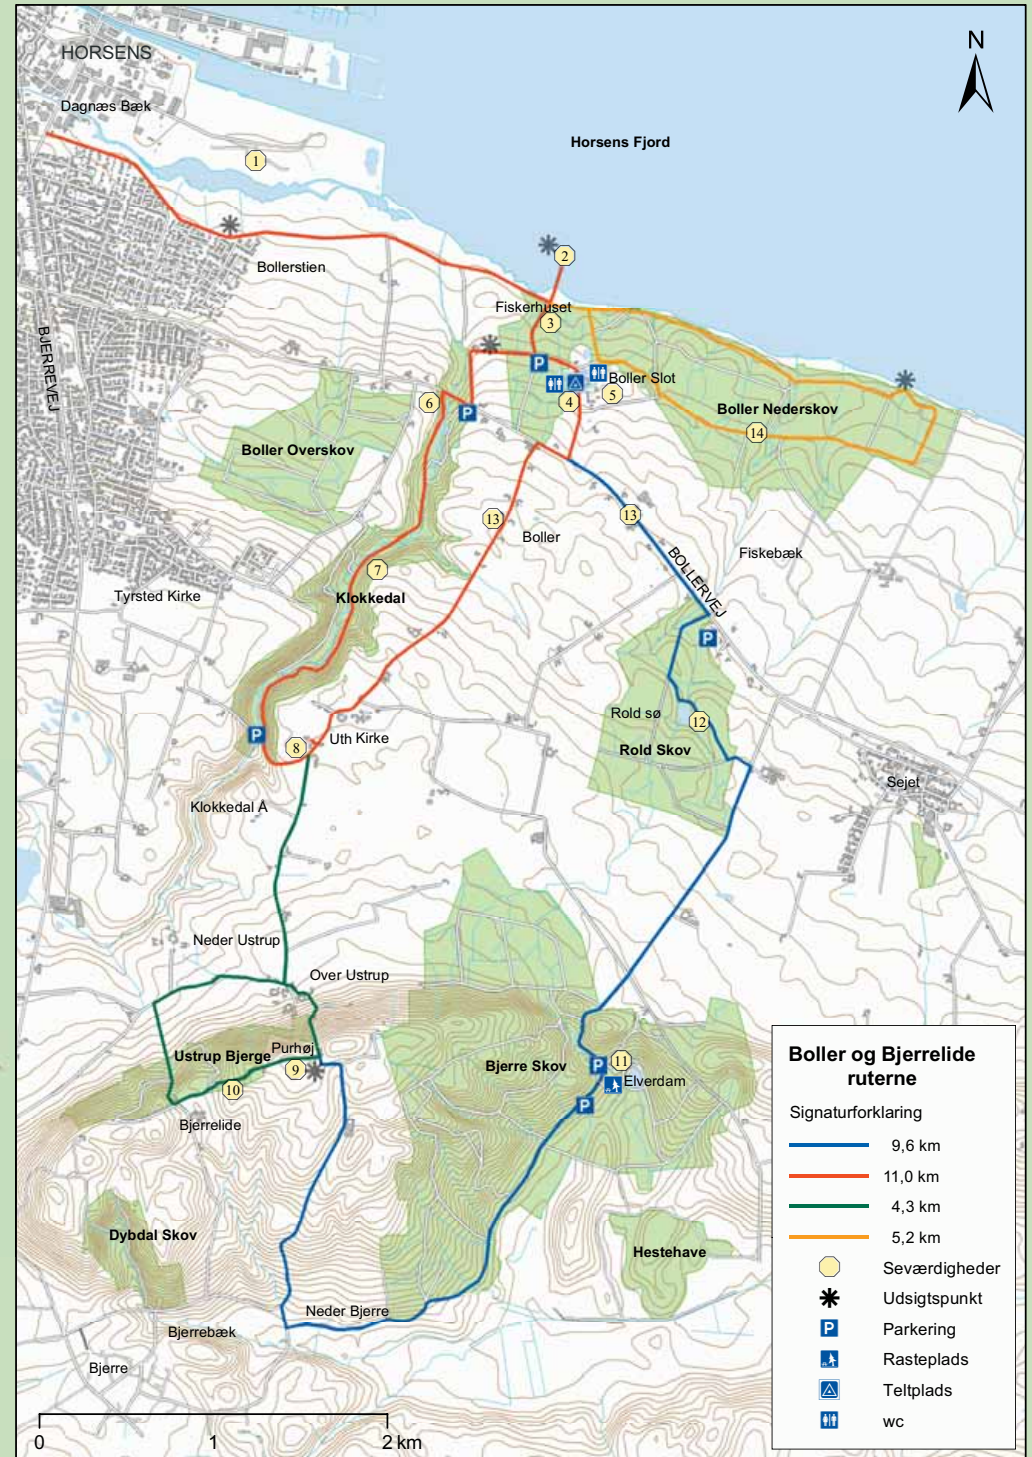 HORSENS
N
Dagnæs Bæk
Horsens Fjord
1
2
Bollerstien
Fiskerhuset
3
BJERREVEJ
P
Boller Slot
6
P
4
5
Boller Nederskov
14
Boller Overskov
13
13
Boller
BOLLERVEJ
Fiskebæk
7
Klokkedal
Tyrsted Kirke
P
Rold sø
12
P
8
Uth Kirke
Rold Skov
Sejet
Klokkedal Å
Neder Ustrup
Over Ustrup
Ustrup Bjerge
Purhøj
9
10
Bjerrelide
Bjerre Skov
P
11
Elverdam
P
Dybdal Skov
Hestehave
Neder Bjerre
Bjerrebæk
Bjerre
0
1
2 km
Boller og Bjerrelide
ruterne
Signaturforklaring
9,6 km
11,0 km
4,3 km
5,2 km
Seværdigheder
Udsigtspunkt
P Parkering
Rasteplads
Teltplads
wc